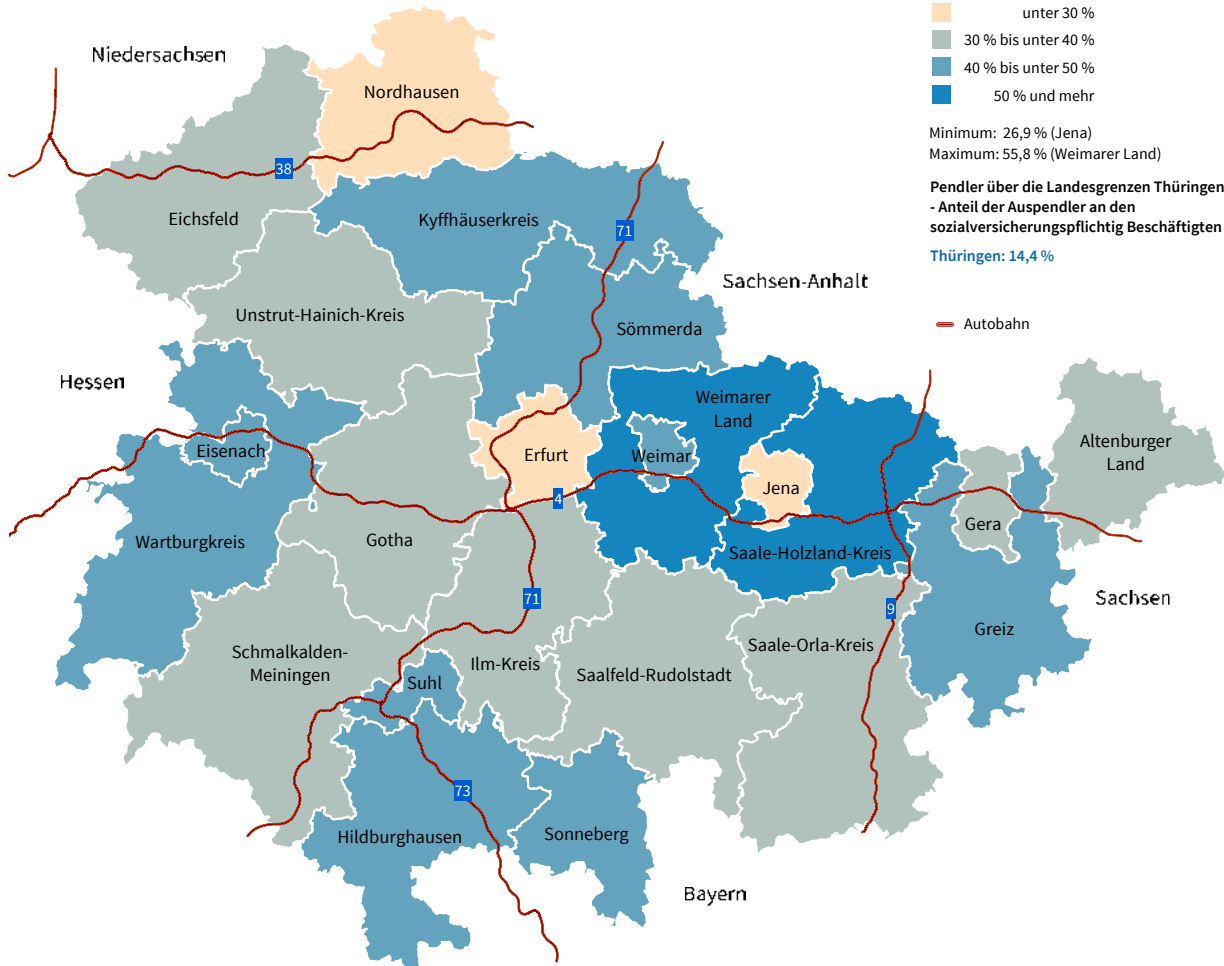 unter 30 %
30 % bis unter 40 %
40 % bis unter 50 %
50 % und mehr
Minimum: 26,9 % (Jena)
Maximum: 55,8 % (Weimarer Land)
Pendler über die Landesgrenzen Thüringen
- Anteil der Auspendler an den
sozialversicherungspflichtig Beschäftigten
Thüringen: 14,4 %
Autobahn
Niedersachsen
Nordhausen
38
Eichsfeld
Kyffhäuserkreis
71
Sachsen-Anhalt
Unstrut-Hainich-Kreis
Sömmerda
Hessen
Weimarer
Land
Altenburger
Land
Eisenach
Erfurt
Weimar
Jena
4
Gera
Wartburgkreis
Gotha
Saale-Holzland-Kreis
71
9
Sachsen
Greiz
Schmalkalden-
Meiningen
Ilm-Kreis
Saalfeld-Rudolstadt
Saale-Orla-Kreis
Suhl
73
Hildburghausen
Sonneberg
Bayern